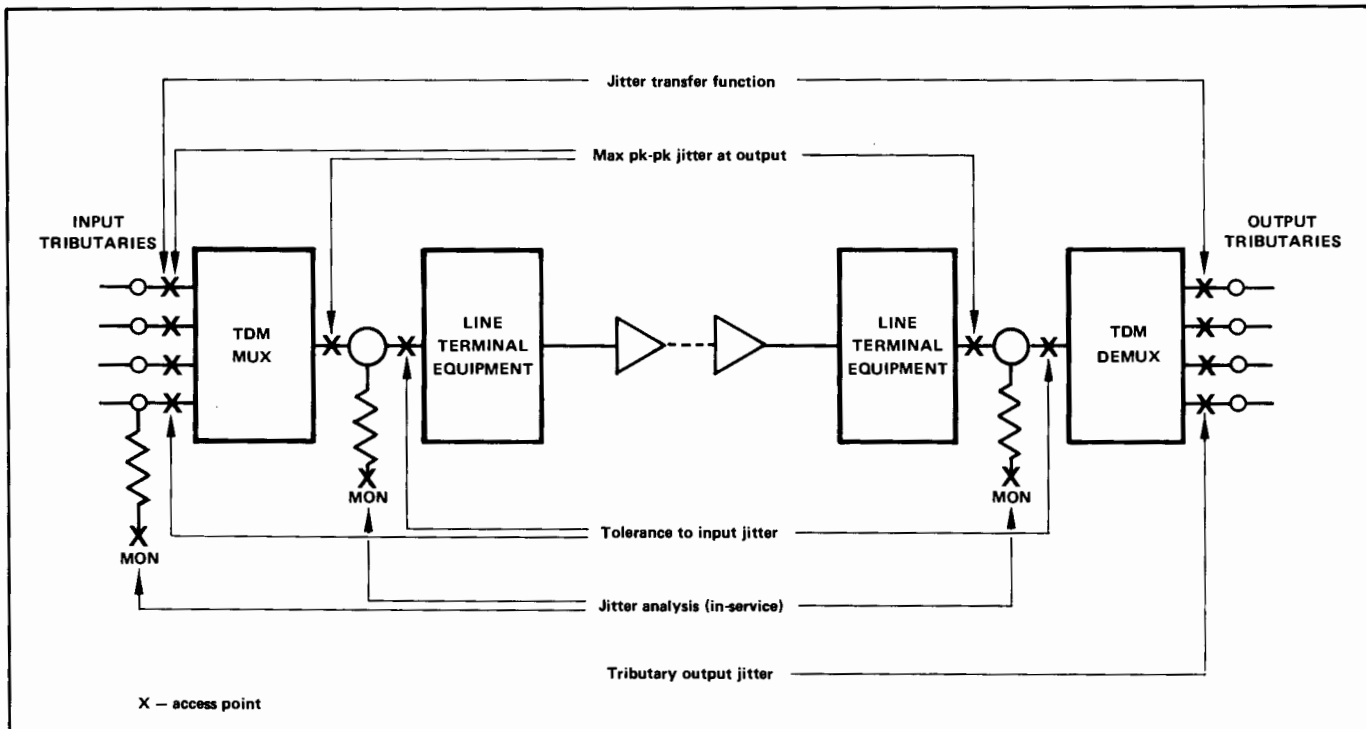 Jitter transfer function
Max pk-pk jitter at output
INPUT
TRIBUTARIES
OUTPUT
TRIBUTARIES
X
X
X
X
TDM
MUX
X
X
LINE
TERMINAL
EQUIPMENT
LINE
TERMINAL
EQUIPMENT
X
X
TDM
DEMUX
X
X
X
X
X
MON
X
MON
X
MON
Tolerance to input jitter
Jitter analysis (in-service)
Tributary output jitter
X – access point